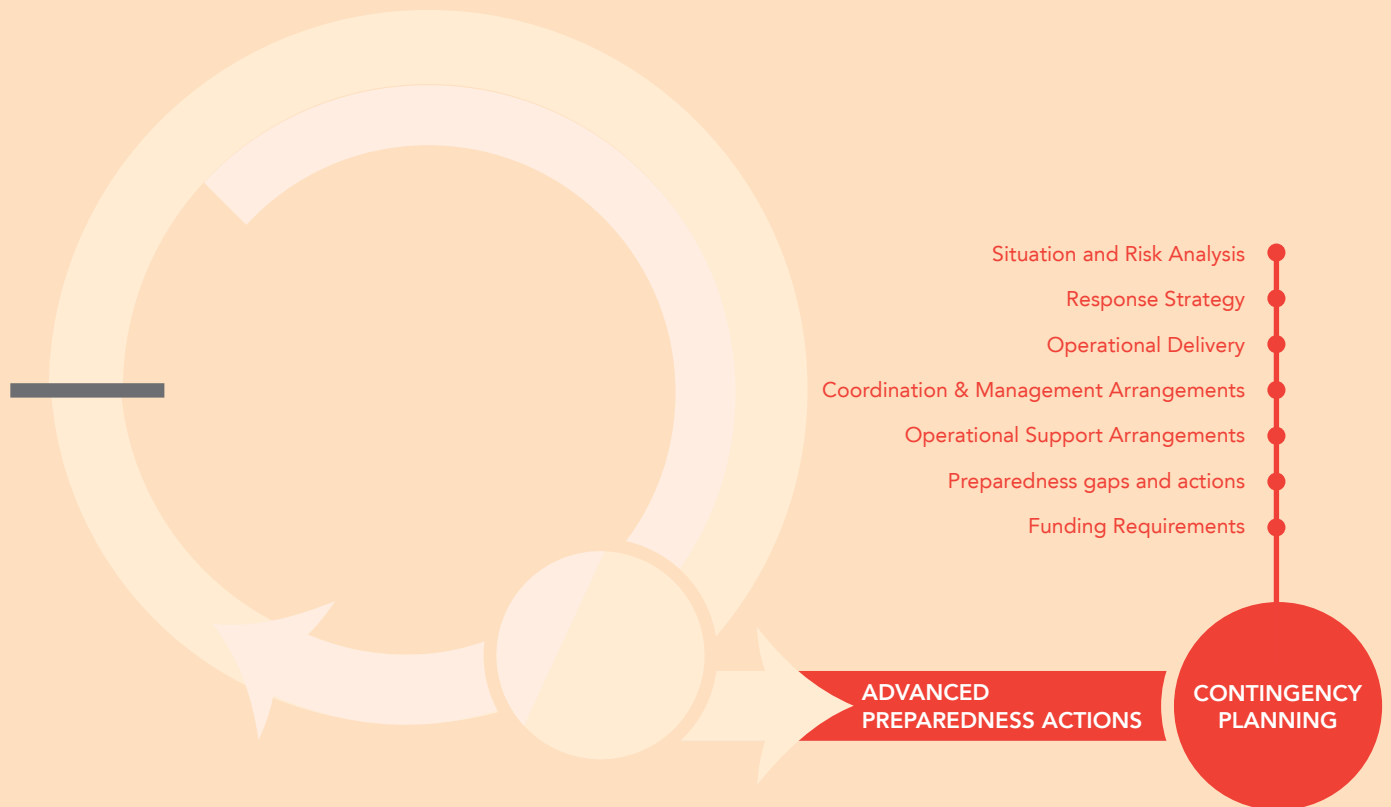 Situation and Risk Analysis
Response Strategy
Operational Delivery
Coordination & Management Arrangements
Operational Support Arrangements
Preparedness gaps and actions
Funding Requirements
ADVANCED
PREPAREDNESS ACTIONS
CONTINGENCY
PLANNING